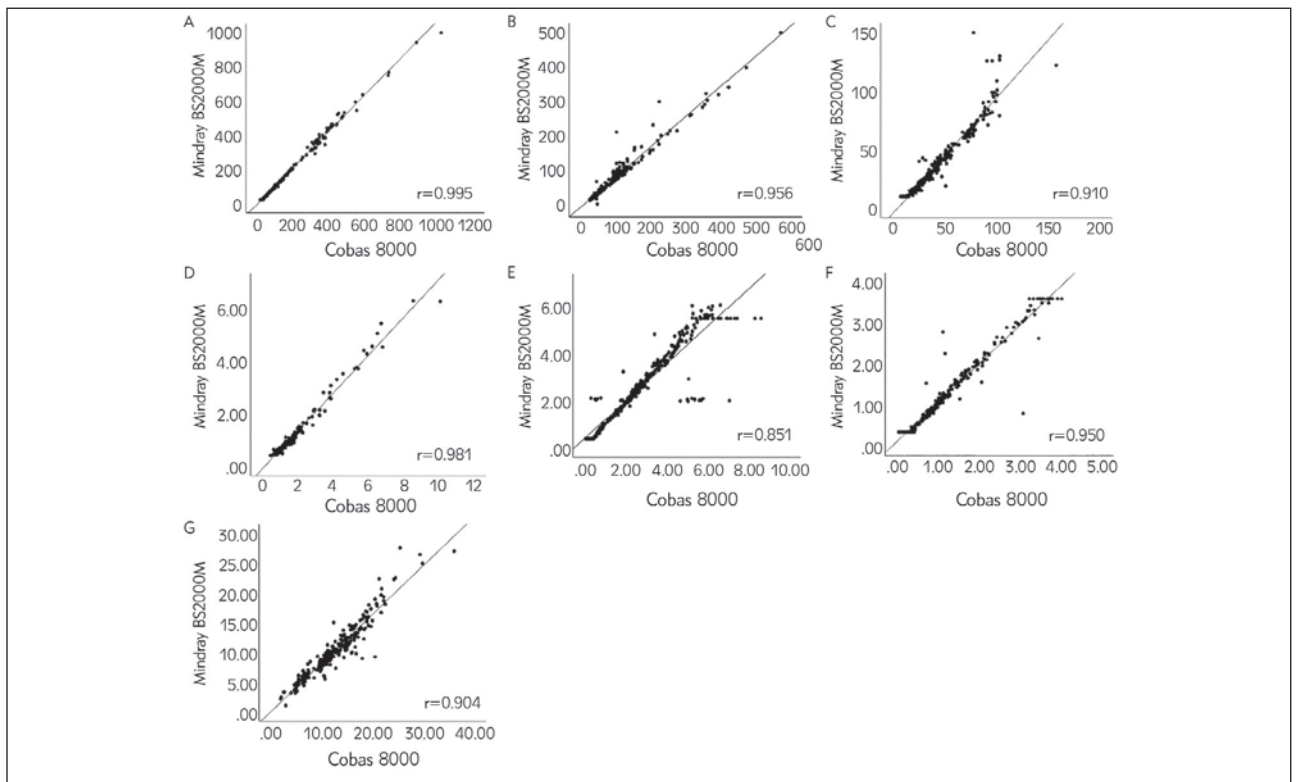 A
Mindray BS2000M
1000
800
600
400
200
0
r=0.995
0 200 400 600 800 1000 1200
Cobas 8000
B
Mindray BS2000M
500
400
300
200
100
0
r=0.956
0 100 200 300 400 500 600
600
Cobas 8000
C
Mindray BS2000M
150
100
50
0
r=0.910
0 50 100 150 200
Cobas 8000
D
Mindray BS2000M
6.00
4.00
2.00
.00
r=0.981
0 2 4 6 8 10 12
Cobas 8000
E
Mindray BS2000M
6.00
4.00
2.00
.00
r=0.851
.00 2.00 4.00 6.00 8.00 10.00
Cobas 8000
F
Mindray BS2000M
4.00
3.00
2.00
1.00
.00
r=0.950
.00 1.00 2.00 3.00 4.00 5.00
Cobas 8000
G
Mindray BS2000M
30.00
25.00
20.00
15.00
10.00
5.00
.00
r=0.904
.00 10.00 20.00 30.00 40.00
Cobas 8000